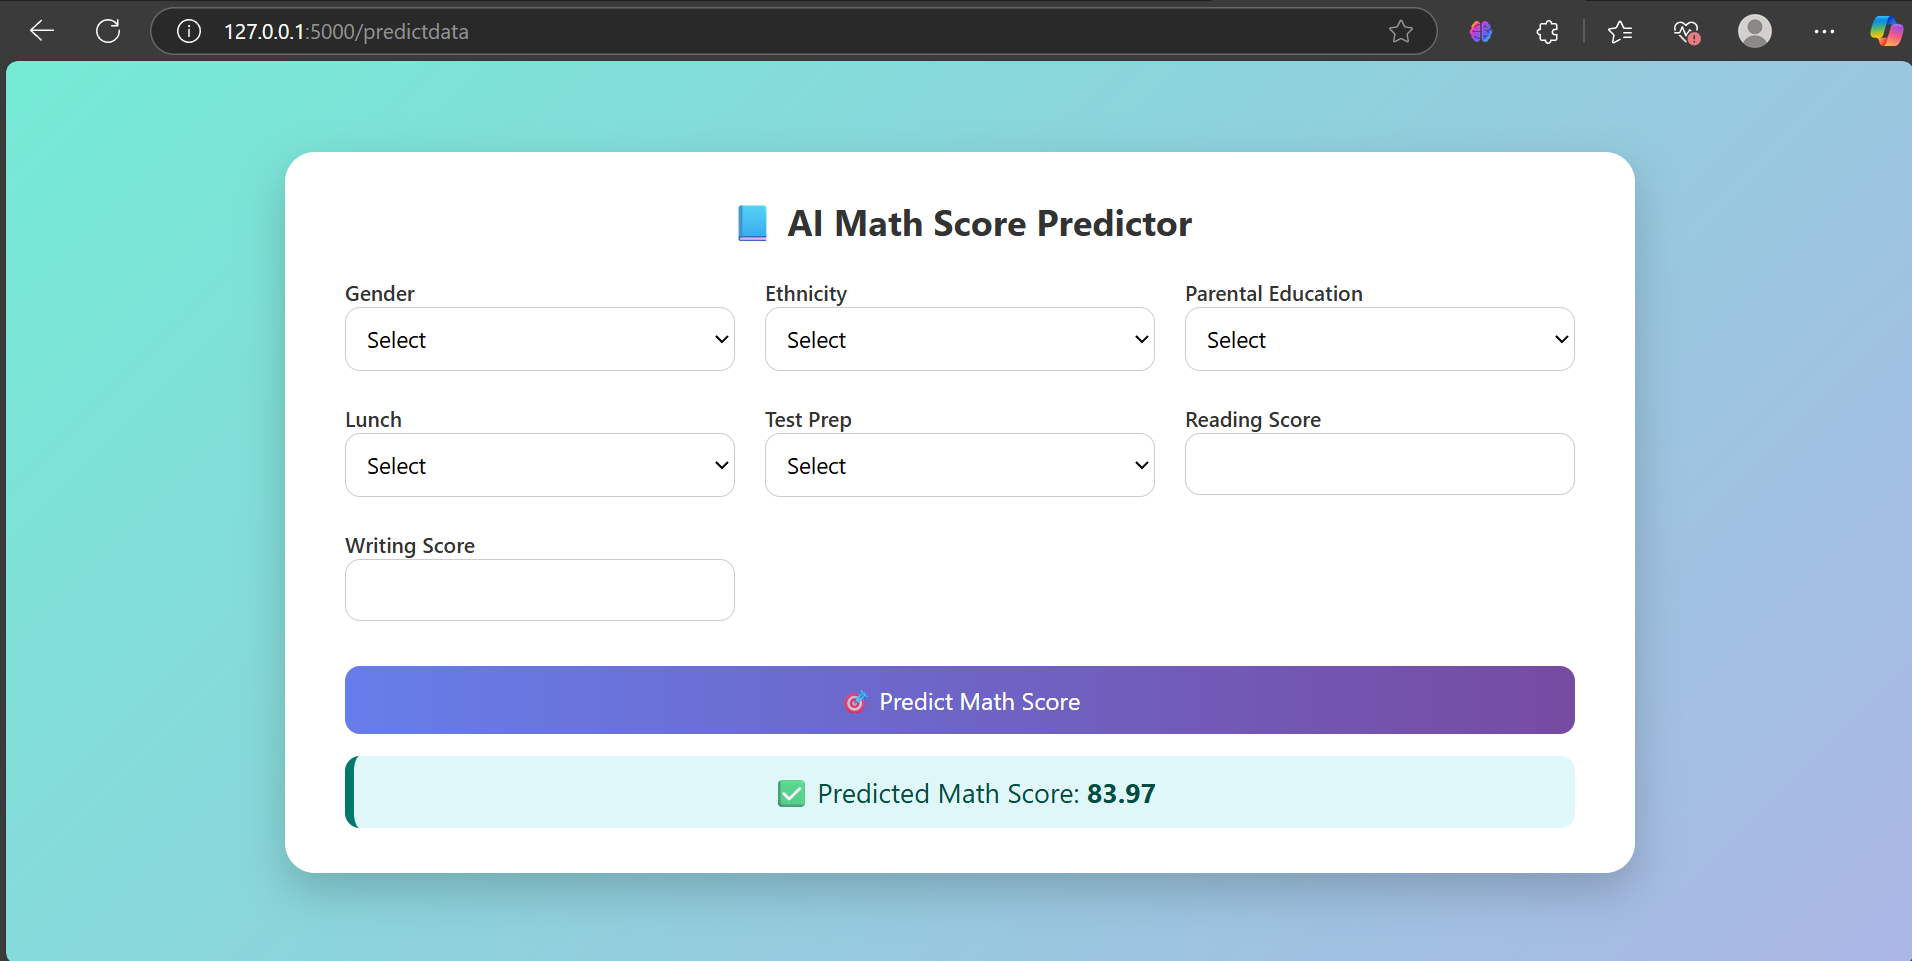 127.0.0.1:5000/predictdata
AI Math Score Predictor
Gender
Select
Ethnicity
Select
Parental Education
Select
Lunch
Select
Test Prep
Select
Reading Score
Writing Score
Predict Math Score
Predicted Math Score: 83.97